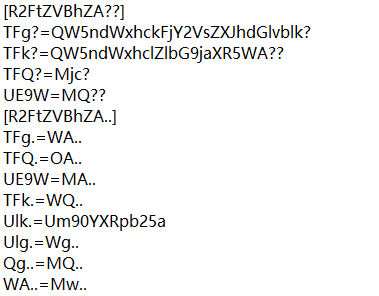 [R2FtZVBhZA??]
TFg?=QW5ndWxhckFjY2VsZXJhdGlvblk?
TFk?=QW5ndWxhclZlbG9jaXR5WA??
TFQ?=Mjc?
UE9W=MQ??
[R2FtZVBhZA..]
TFg.=WA..
TFQ.=OA..
UE9W=MA..
TFk.=WQ..
Ulk.=Um90YXRpb25a
Ulg.=Wg..
Qg..=MQ..
WA..=Mw..